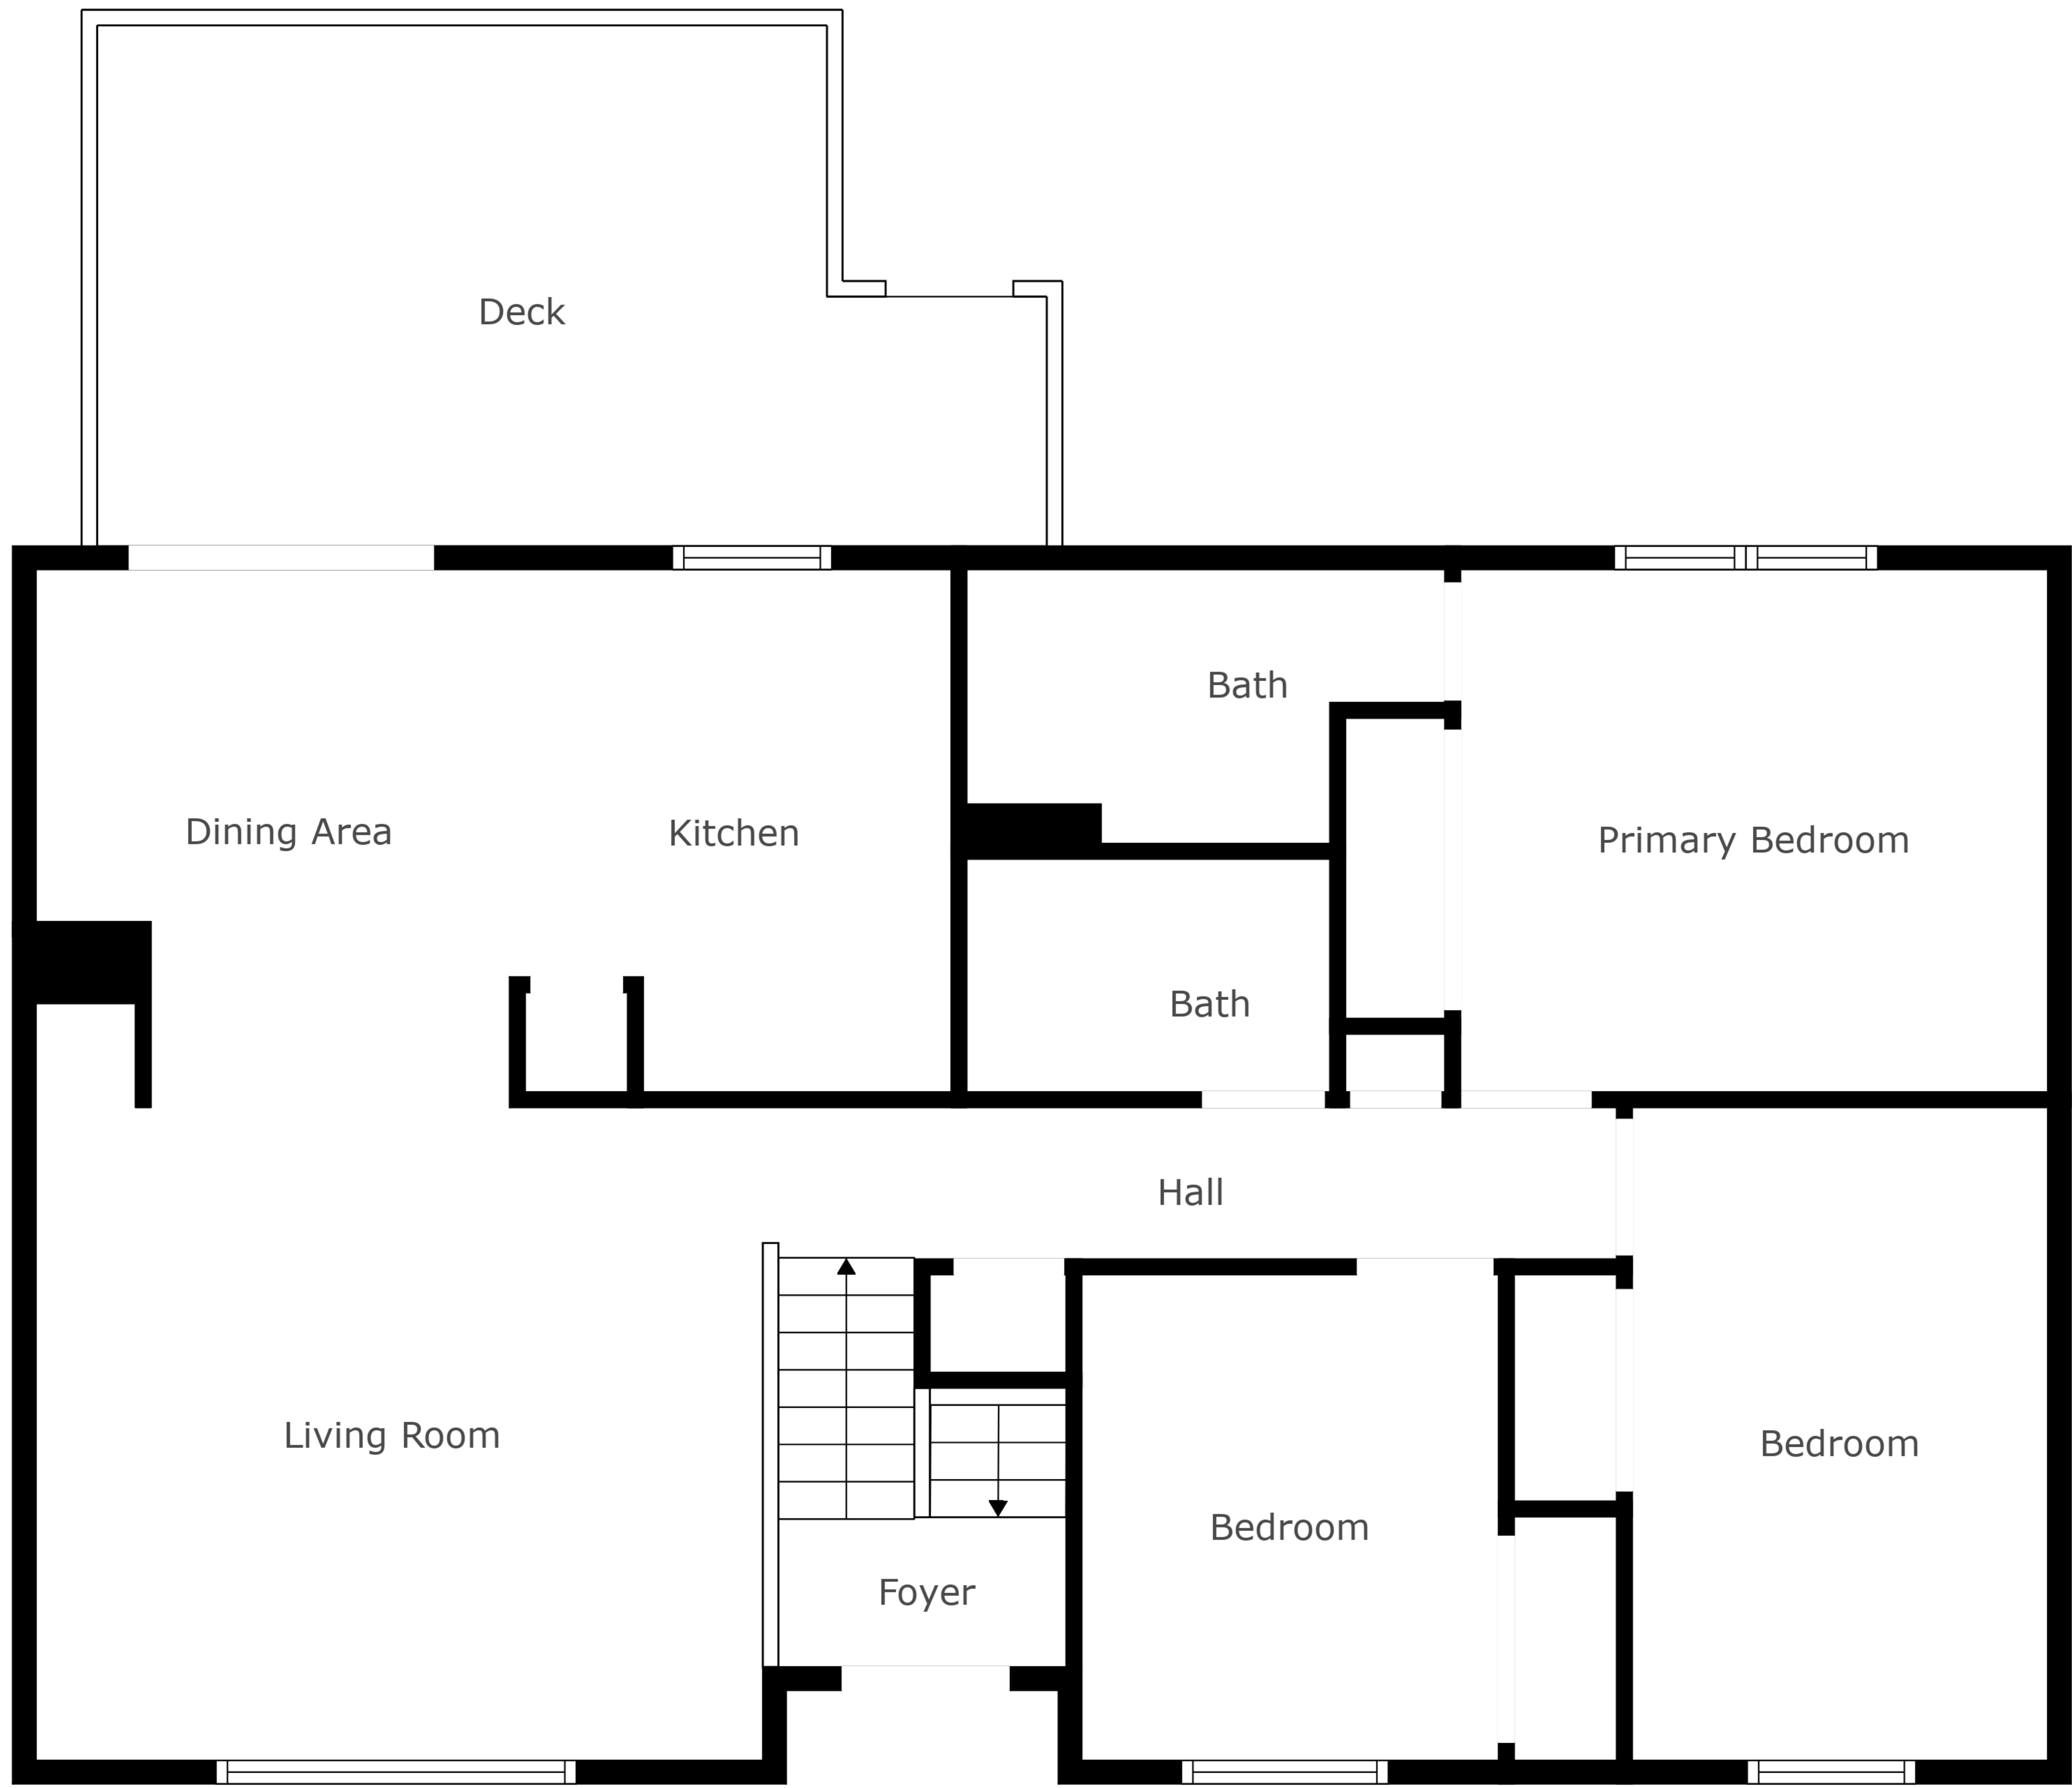 Deck
Bath
Dining Area
Kitchen
Primary Bedroom
Bath
Hall
Living Room
Bedroom
Bedroom
Foyer